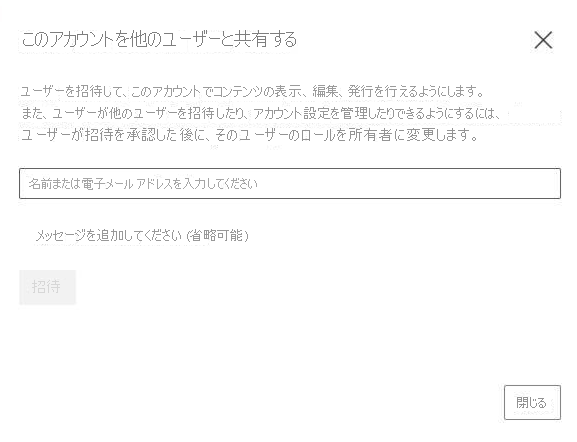 このアカウントを他のユーザーと共有する
ユーザーを招待して、このアカウントでコンテンツの表示、編集、発行を行えるようにします。
また、ユーザーが他のユーザーを招待したり、アカウント設定を管理したりできるようにするには、
ユーザーが招待を承認した後に、そのユーザーのロールを所有者に変更します。
名前または電子メール アドレスを入力してください
メッセージを追加してください (省略可能)
招待
閉じる